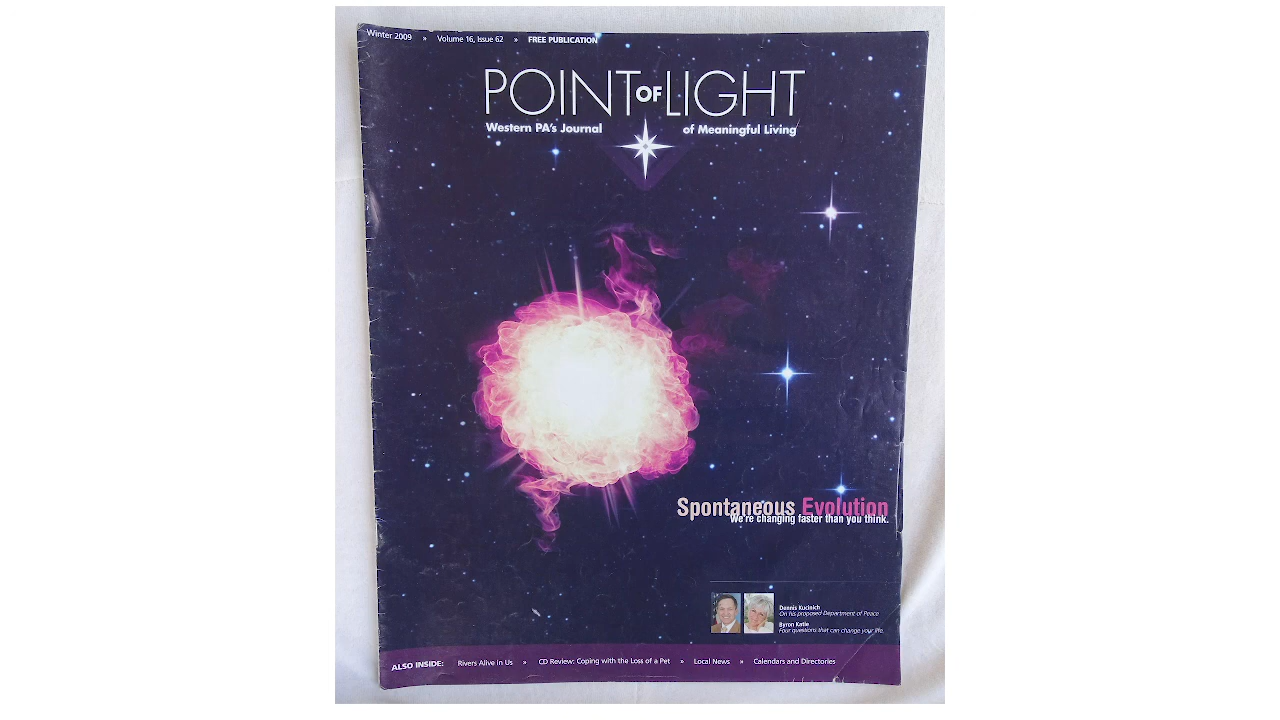 Winter 2009 » Volume 16, Issue 62 » FREE PUBLICATION
POINT OF LIGHT
Western PA's Journal of Meaningful Living
Spontaneous Evolution
We're changing faster than you think.
Dennis Kucinich
On his proposed Department of Peace
Byron Katie
Four questions that can change your life.
ALSO INSIDE: Rivers Alive in Us » CD Review: Coping with the Loss of a Pet » Local News » Calendars and Directories